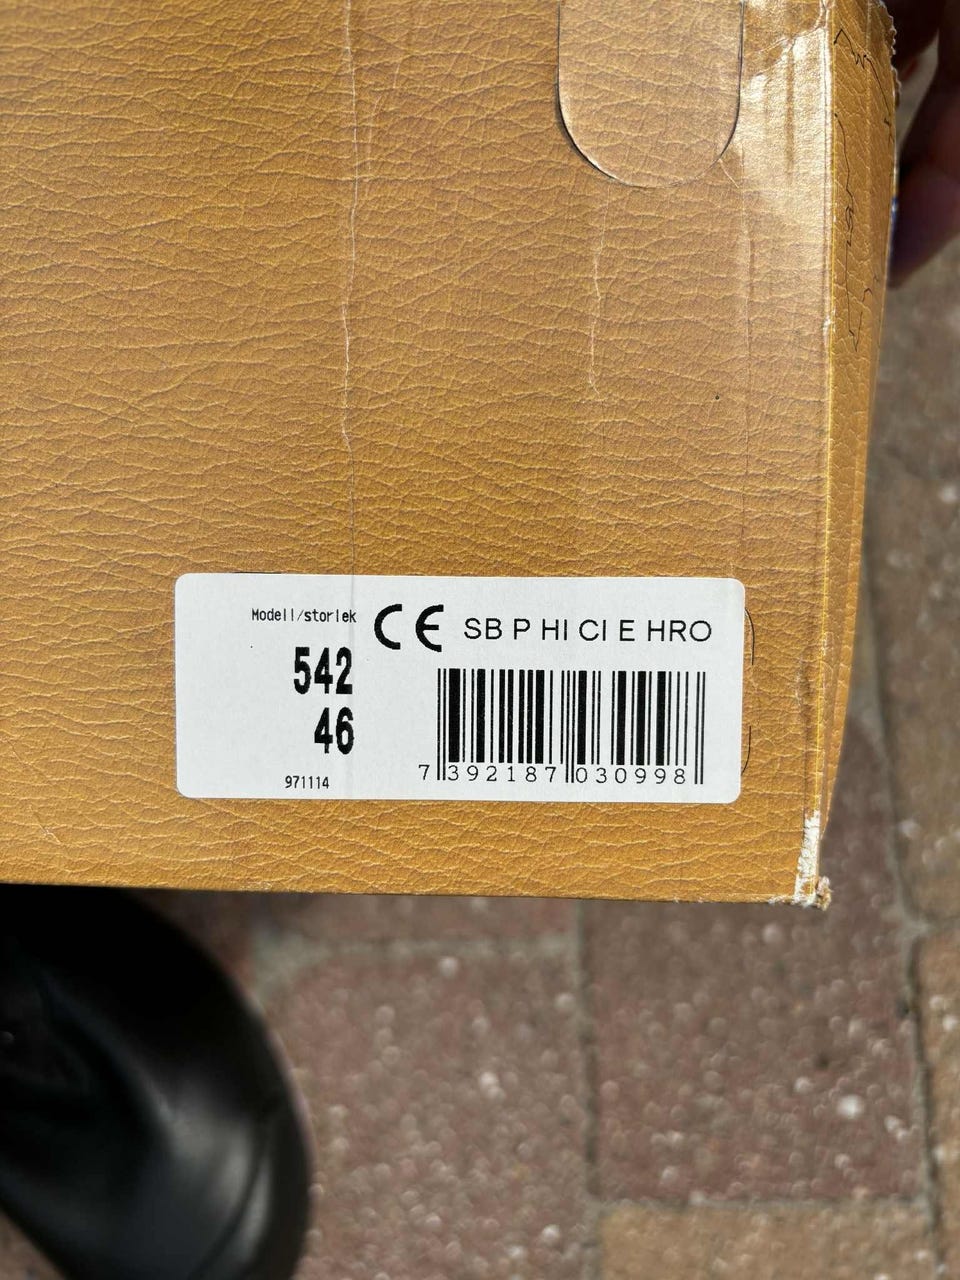 Modell/storlek
542
46
971114
CE SB P HI CI E HRO
7 392187 030998